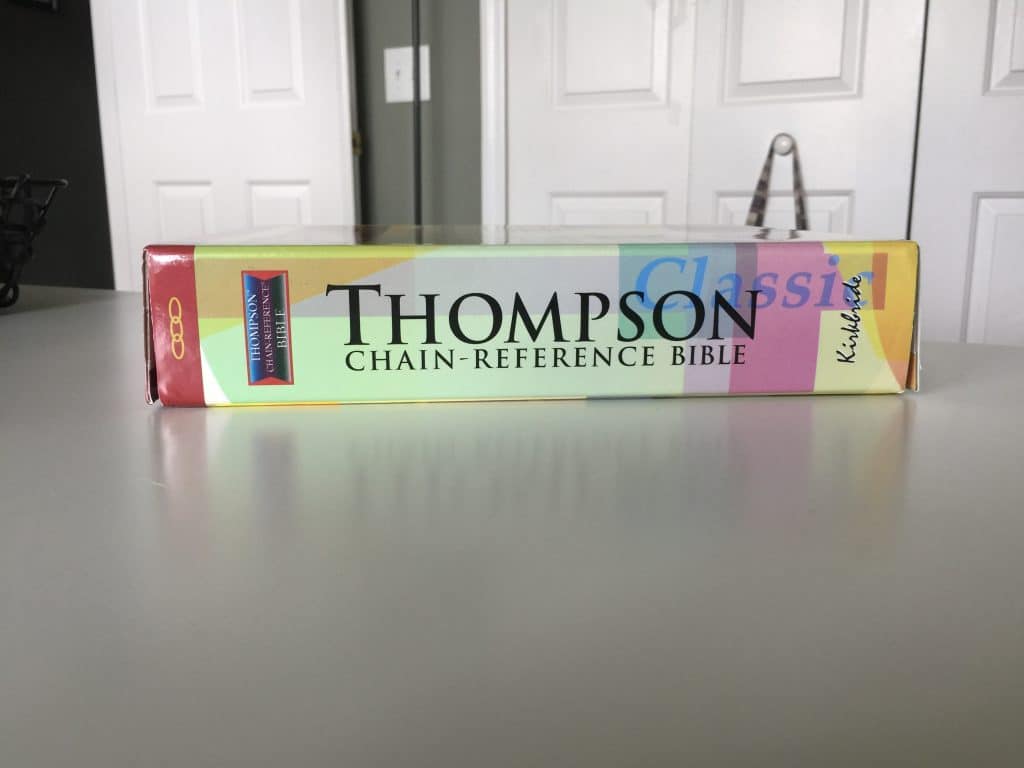 THOMPSON®
CHAIN-REFERENCE®
BIBLE
THOMPSON
CHAIN-REFERENCE BIBLE
Classic
Kirkbride